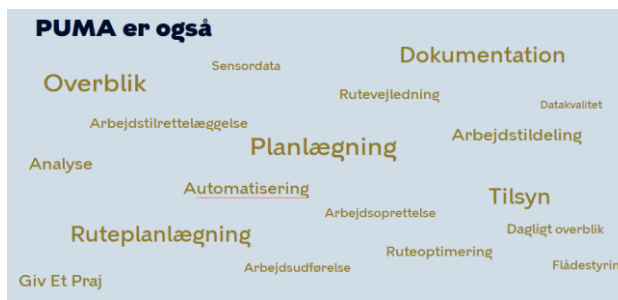 PUMA er også
Dokumentation
Sensordata
Overblik
Rutevejledning
Datakvalitet
Arbejdstilrettelæggelse
Arbejdstildeling
Planlægning
Analyse
Automatisering
Tilsyn
Arbejdsoprettelse
Dagligt overblik
Ruteplanlægning
Ruteoptimering
Arbejdsudførelse
Flådestyrin
Giv Et Praj